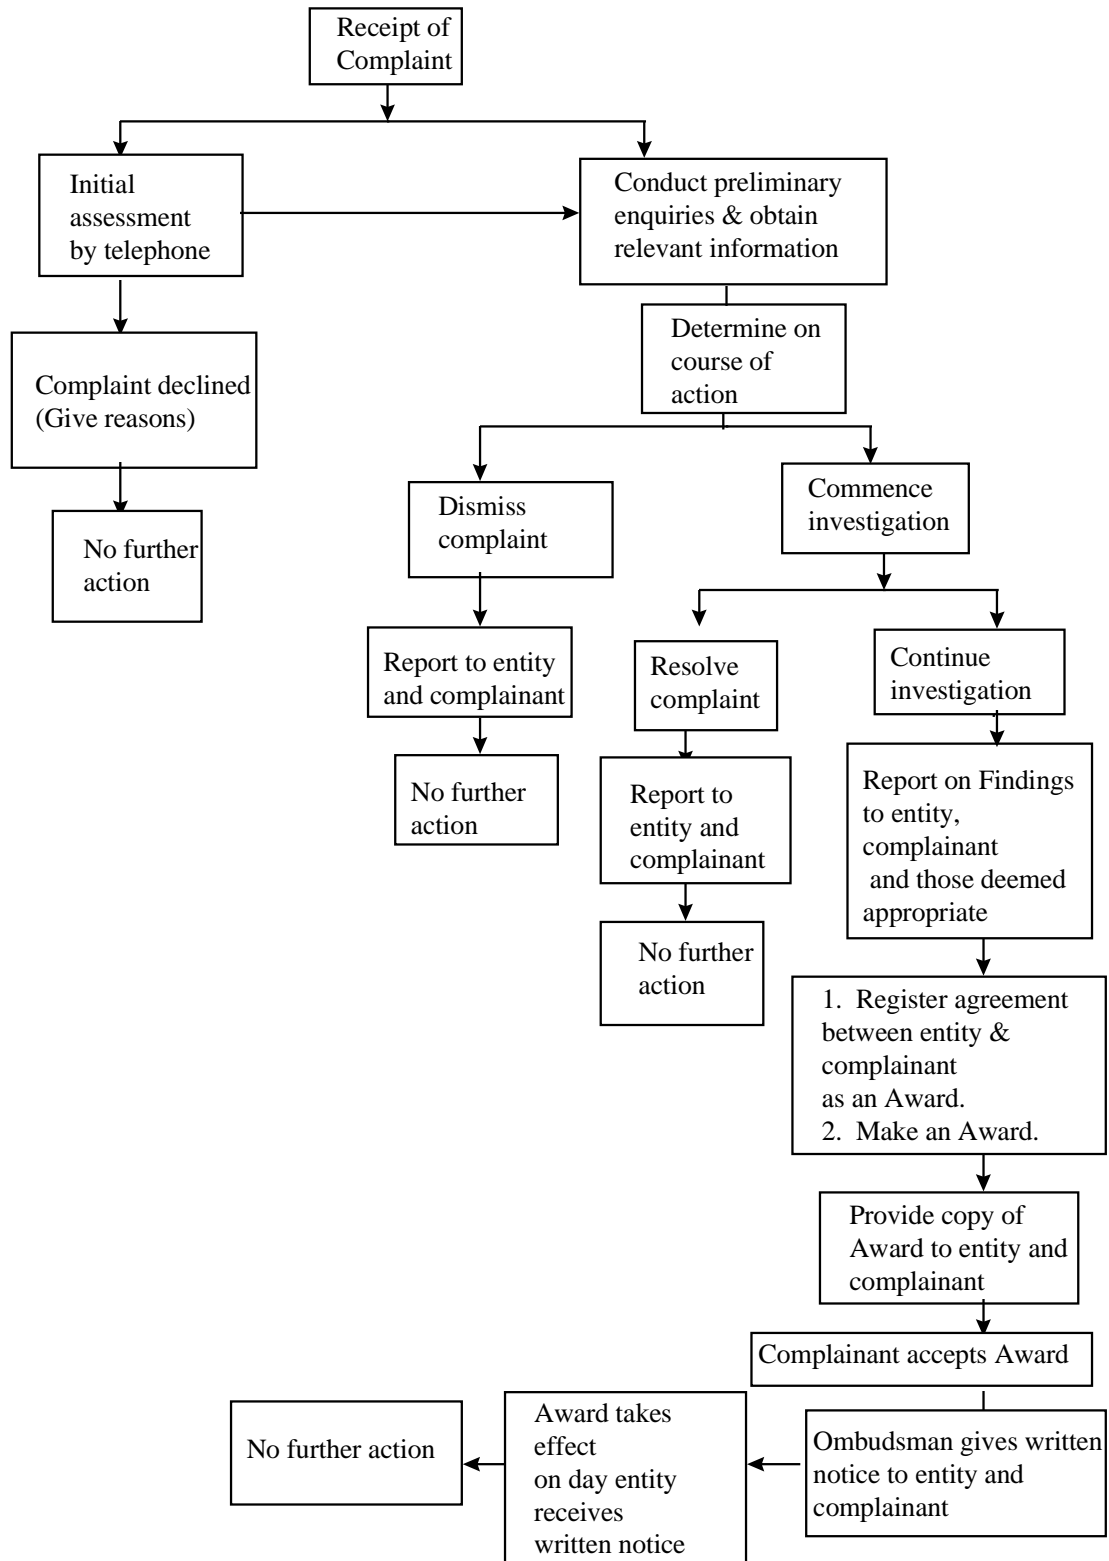 Receipt of
Complaint
Initial
assessment
by telephone
Conduct preliminary
enquiries & obtain
relevant information
Complaint declined
(Give reasons)
Determine on
course of
action
No further
action
Dismiss
complaint
Commence
investigation
Report to entity
and complainant
Resolve
complaint
Continue
investigation
No further
action
Report to
entity and
complainant
Report on Findings
to entity,
complainant
and those deemed
appropriate
No further
action
1. Register agreement
between entity &
complainant
as an Award.
2. Make an Award.
Provide copy of
Award to entity and
complainant
Complainant accepts Award
No further action
Award takes
effect
on day entity
receives
written notice
Ombudsman gives written
notice to entity and
complainant